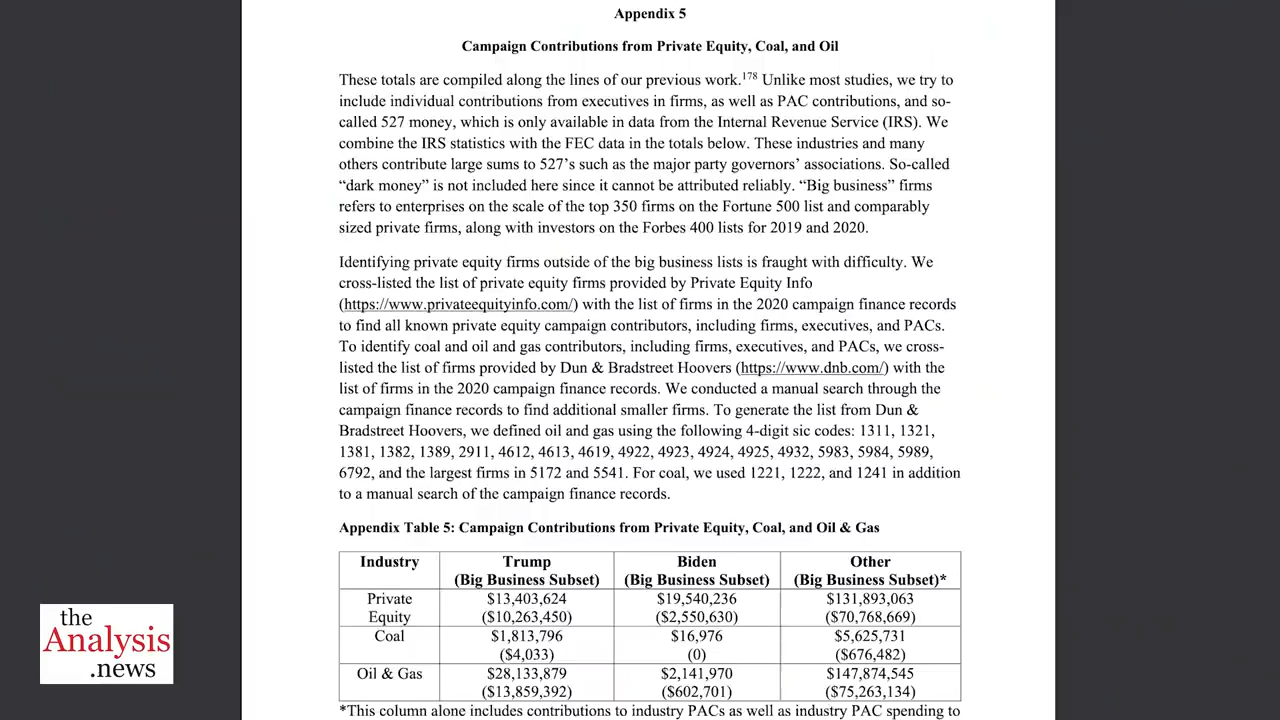 Appendix 5
Campaign Contributions from Private Equity, Coal, and Oil
These totals are compiled along the lines of our previous work.178 Unlike most studies, we try to
include individual contributions from executives in firms, as well as PAC contributions, and so-
called 527 money, which is only available in data from the Internal Revenue Service (IRS). We
combine the IRS statistics with the FEC data in the totals below. These industries and many
others contribute large sums to 527’s such as the major party governors’ associations. So-called
“dark money” is not included here since it cannot be attributed reliably. “Big business” firms
refers to enterprises on the scale of the top 350 firms on the Fortune 500 list and comparably
sized private firms, along with investors on the Forbes 400 lists for 2019 and 2020.
Identifying private equity firms outside of the big business lists is fraught with difficulty. We
cross-listed the list of private equity firms provided by Private Equity Info
(https://www.privateequityinfo.com/) with the list of firms in the 2020 campaign finance records
to find all known private equity campaign contributors, including firms, executives, and PACs.
To identify coal and oil and gas contributors, including firms, executives, and PACs, we cross-
listed the list of firms provided by Dun & Bradstreet Hoovers (https://www.dnb.com/) with the
list of firms in the 2020 campaign finance records. We conducted a manual search through the
campaign finance records to find additional smaller firms. To generate the list from Dun &
Bradstreet Hoovers, we defined oil and gas using the following 4-digit sic codes: 1311, 1321,
1381, 1382, 1389, 2911, 4612, 4613, 4619, 4922, 4923, 4924, 4925, 4932, 5983, 5984, 5989,
6792, and the largest firms in 5172 and 5541. For coal, we used 1221, 1222, and 1241 in addition
to a manual search of the campaign finance records.
Appendix Table 5: Campaign Contributions from Private Equity, Coal, and Oil & Gas
Industry Trump Biden Other
(Big Business Subset) (Big Business Subset) (Big Business Subset)*
Private $13,403,624 $19,540,236 $131,893,063
Equity ($10,263,450) ($2,550,630) ($70,768,669)
Coal $1,813,796 $16,976 $5,625,731
($4,033) (0) ($676,482)
Oil & Gas $28,133,879 $2,141,970 $147,874,545
($13,859,392) ($602,701) ($75,263,134)
*This column alone includes contributions to industry PACs as well as industry PAC spending to
the
Analysis
.news